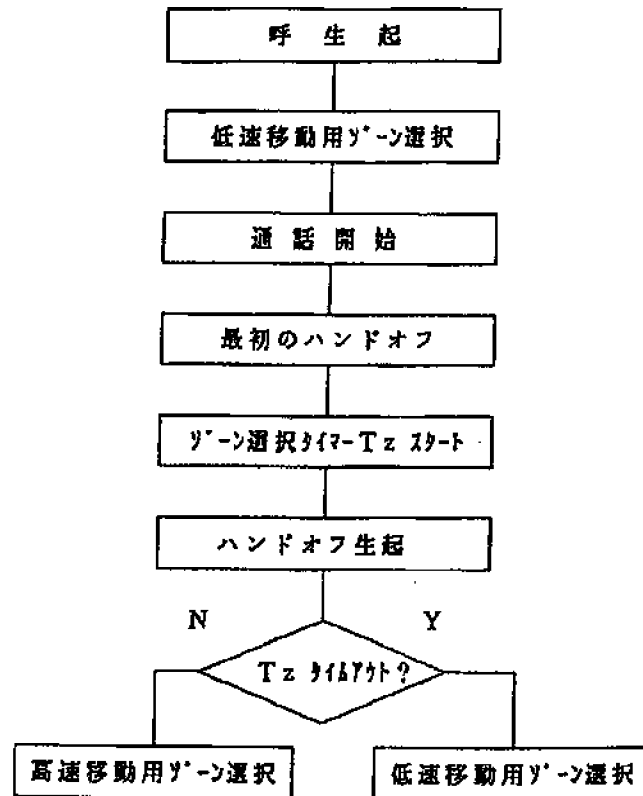 呼生起
低速移動用ｿﾞｰﾝ選択
通話開始
最初のハンドオフ
ｿﾞｰﾝ選択ﾀｲﾏｰTz ｽﾀｰﾄ
ハンドオフ生起
N
Y
Tz ﾀｲﾑｱｳﾄ?
高速移動用ｿﾞｰﾝ選択
低速移動用ｿﾞｰﾝ選択